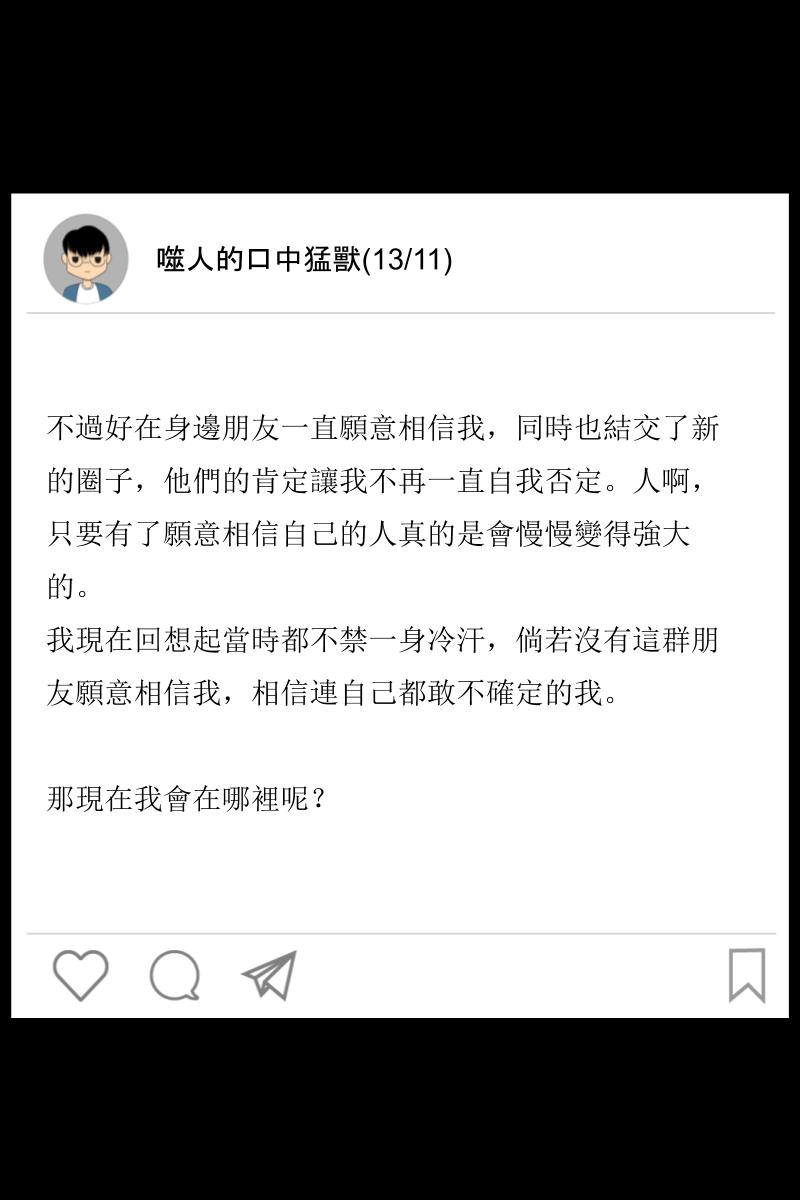 噬人的口中猛獸(13/11)
不過好在身邊朋友一直願意相信我，同時也結交了新
的圈子，他們的肯定讓我不再一直自我否定。人啊，
只要有了願意相信自己的人真的是會慢慢變得強大
的。
我現在回想起當時都不禁一身冷汗，倘若沒有這群朋
友願意相信我，相信連自己都敢不確定的我。
那現在我會在哪裡呢？